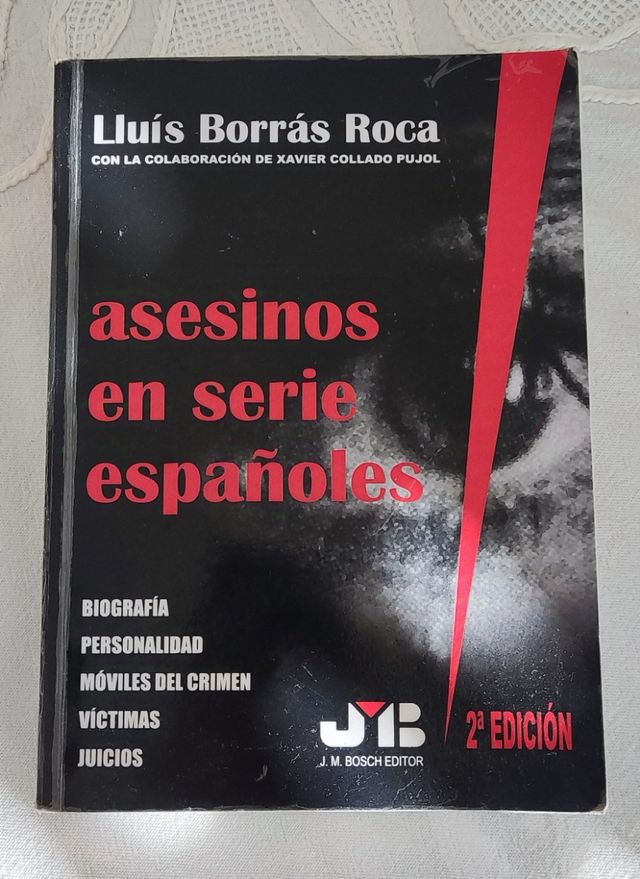 Lluís Borrás Roca
CON LA COLABORACIÓN DE XAVIER COLLADO PUJOL
asesinos
en serie
españoles
BIOGRAFÍA
PERSONALIDAD
MÓVILES DEL CRIMEN
VÍCTIMAS
JUICIOS
JMB
J. M. BOSCH EDITOR
2ª EDICIÓN